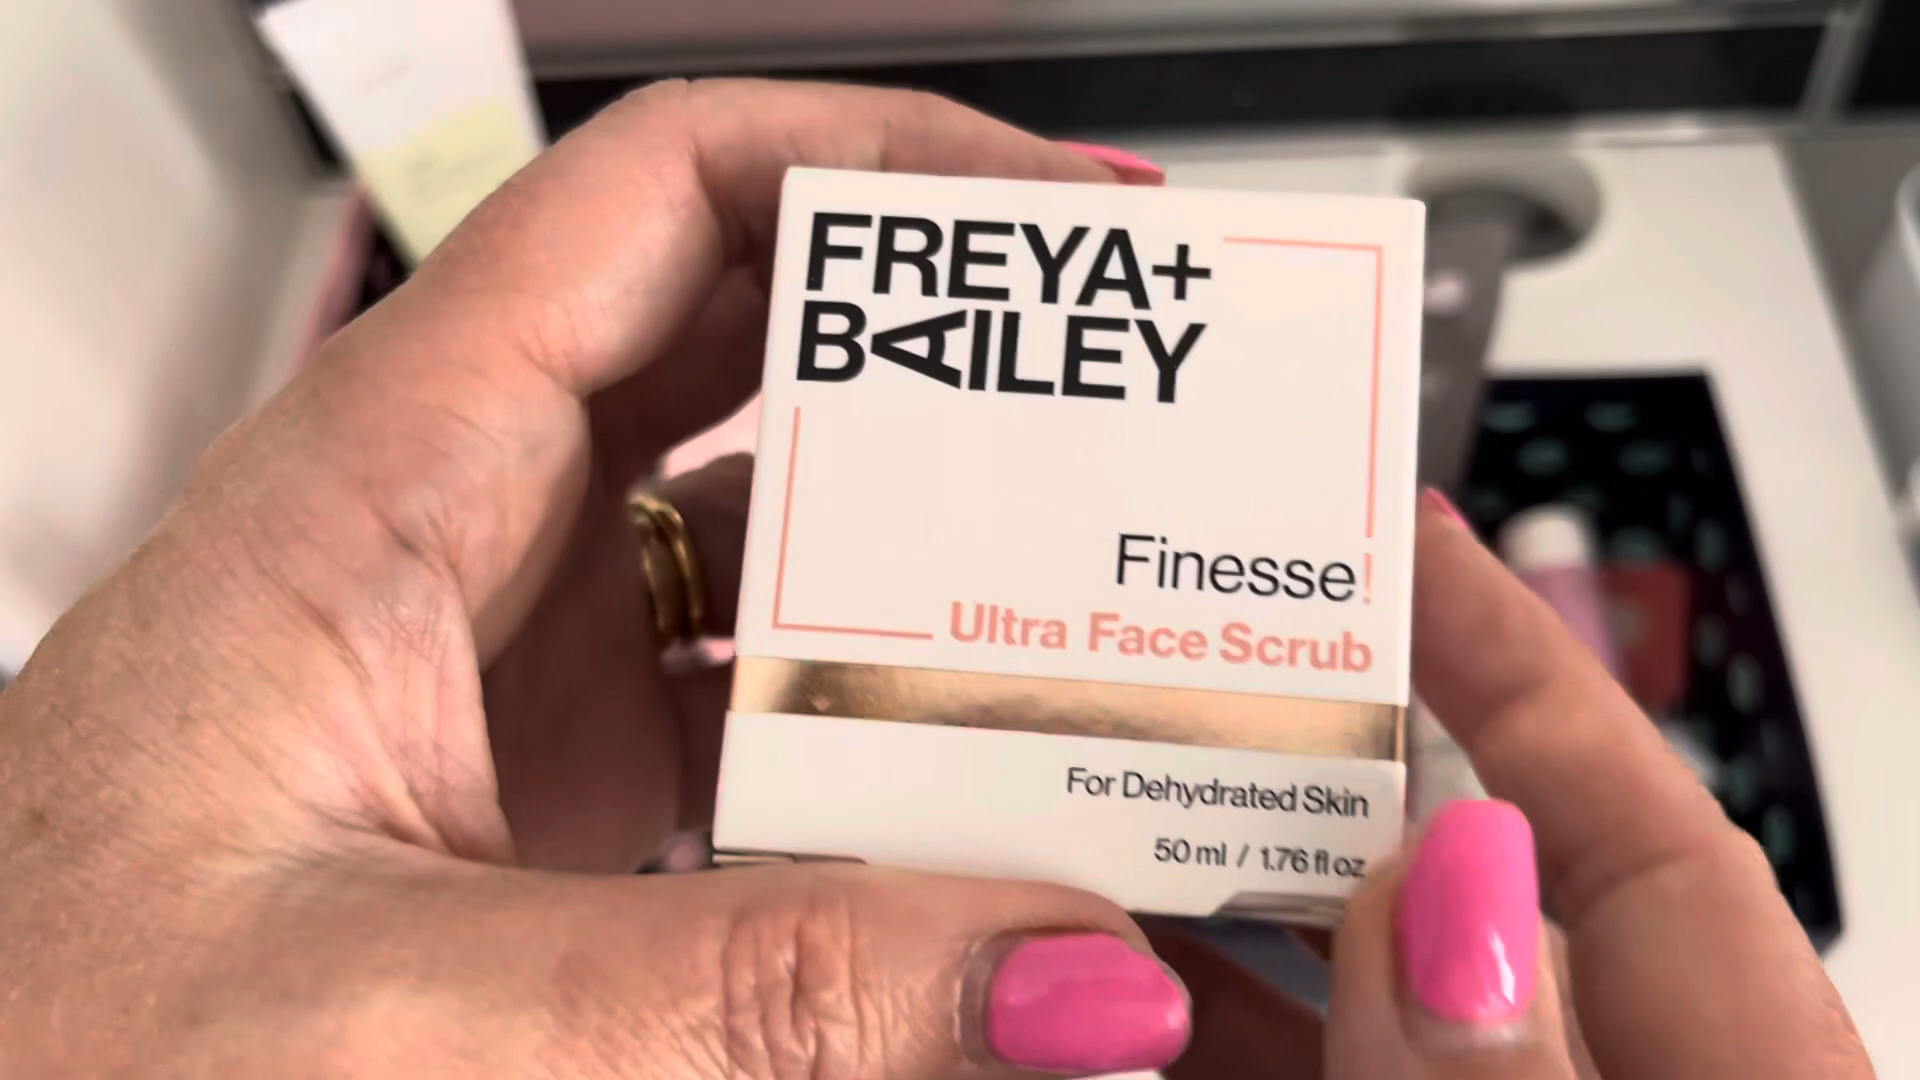 FREYA+
BAILEY
Finesse!
Ultra Face Scrub
For Dehydrated Skin
50 ml / 1.76 fl oz